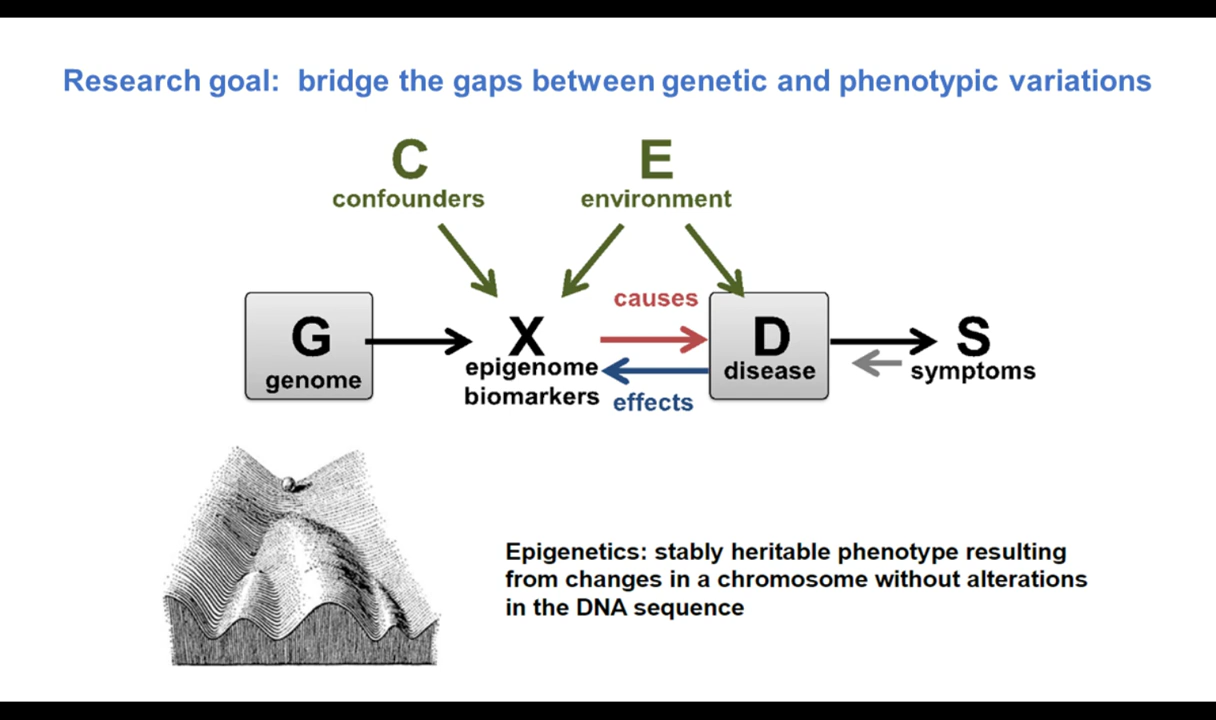 Research goal:  bridge the gaps between genetic and phenotypic variations
C
confounders
E
environment
causes
G
genome
X
epigenome
biomarkers
effects
D
disease
S
symptoms
Epigenetics: stably heritable phenotype resulting
from changes in a chromosome without alterations
in the DNA sequence